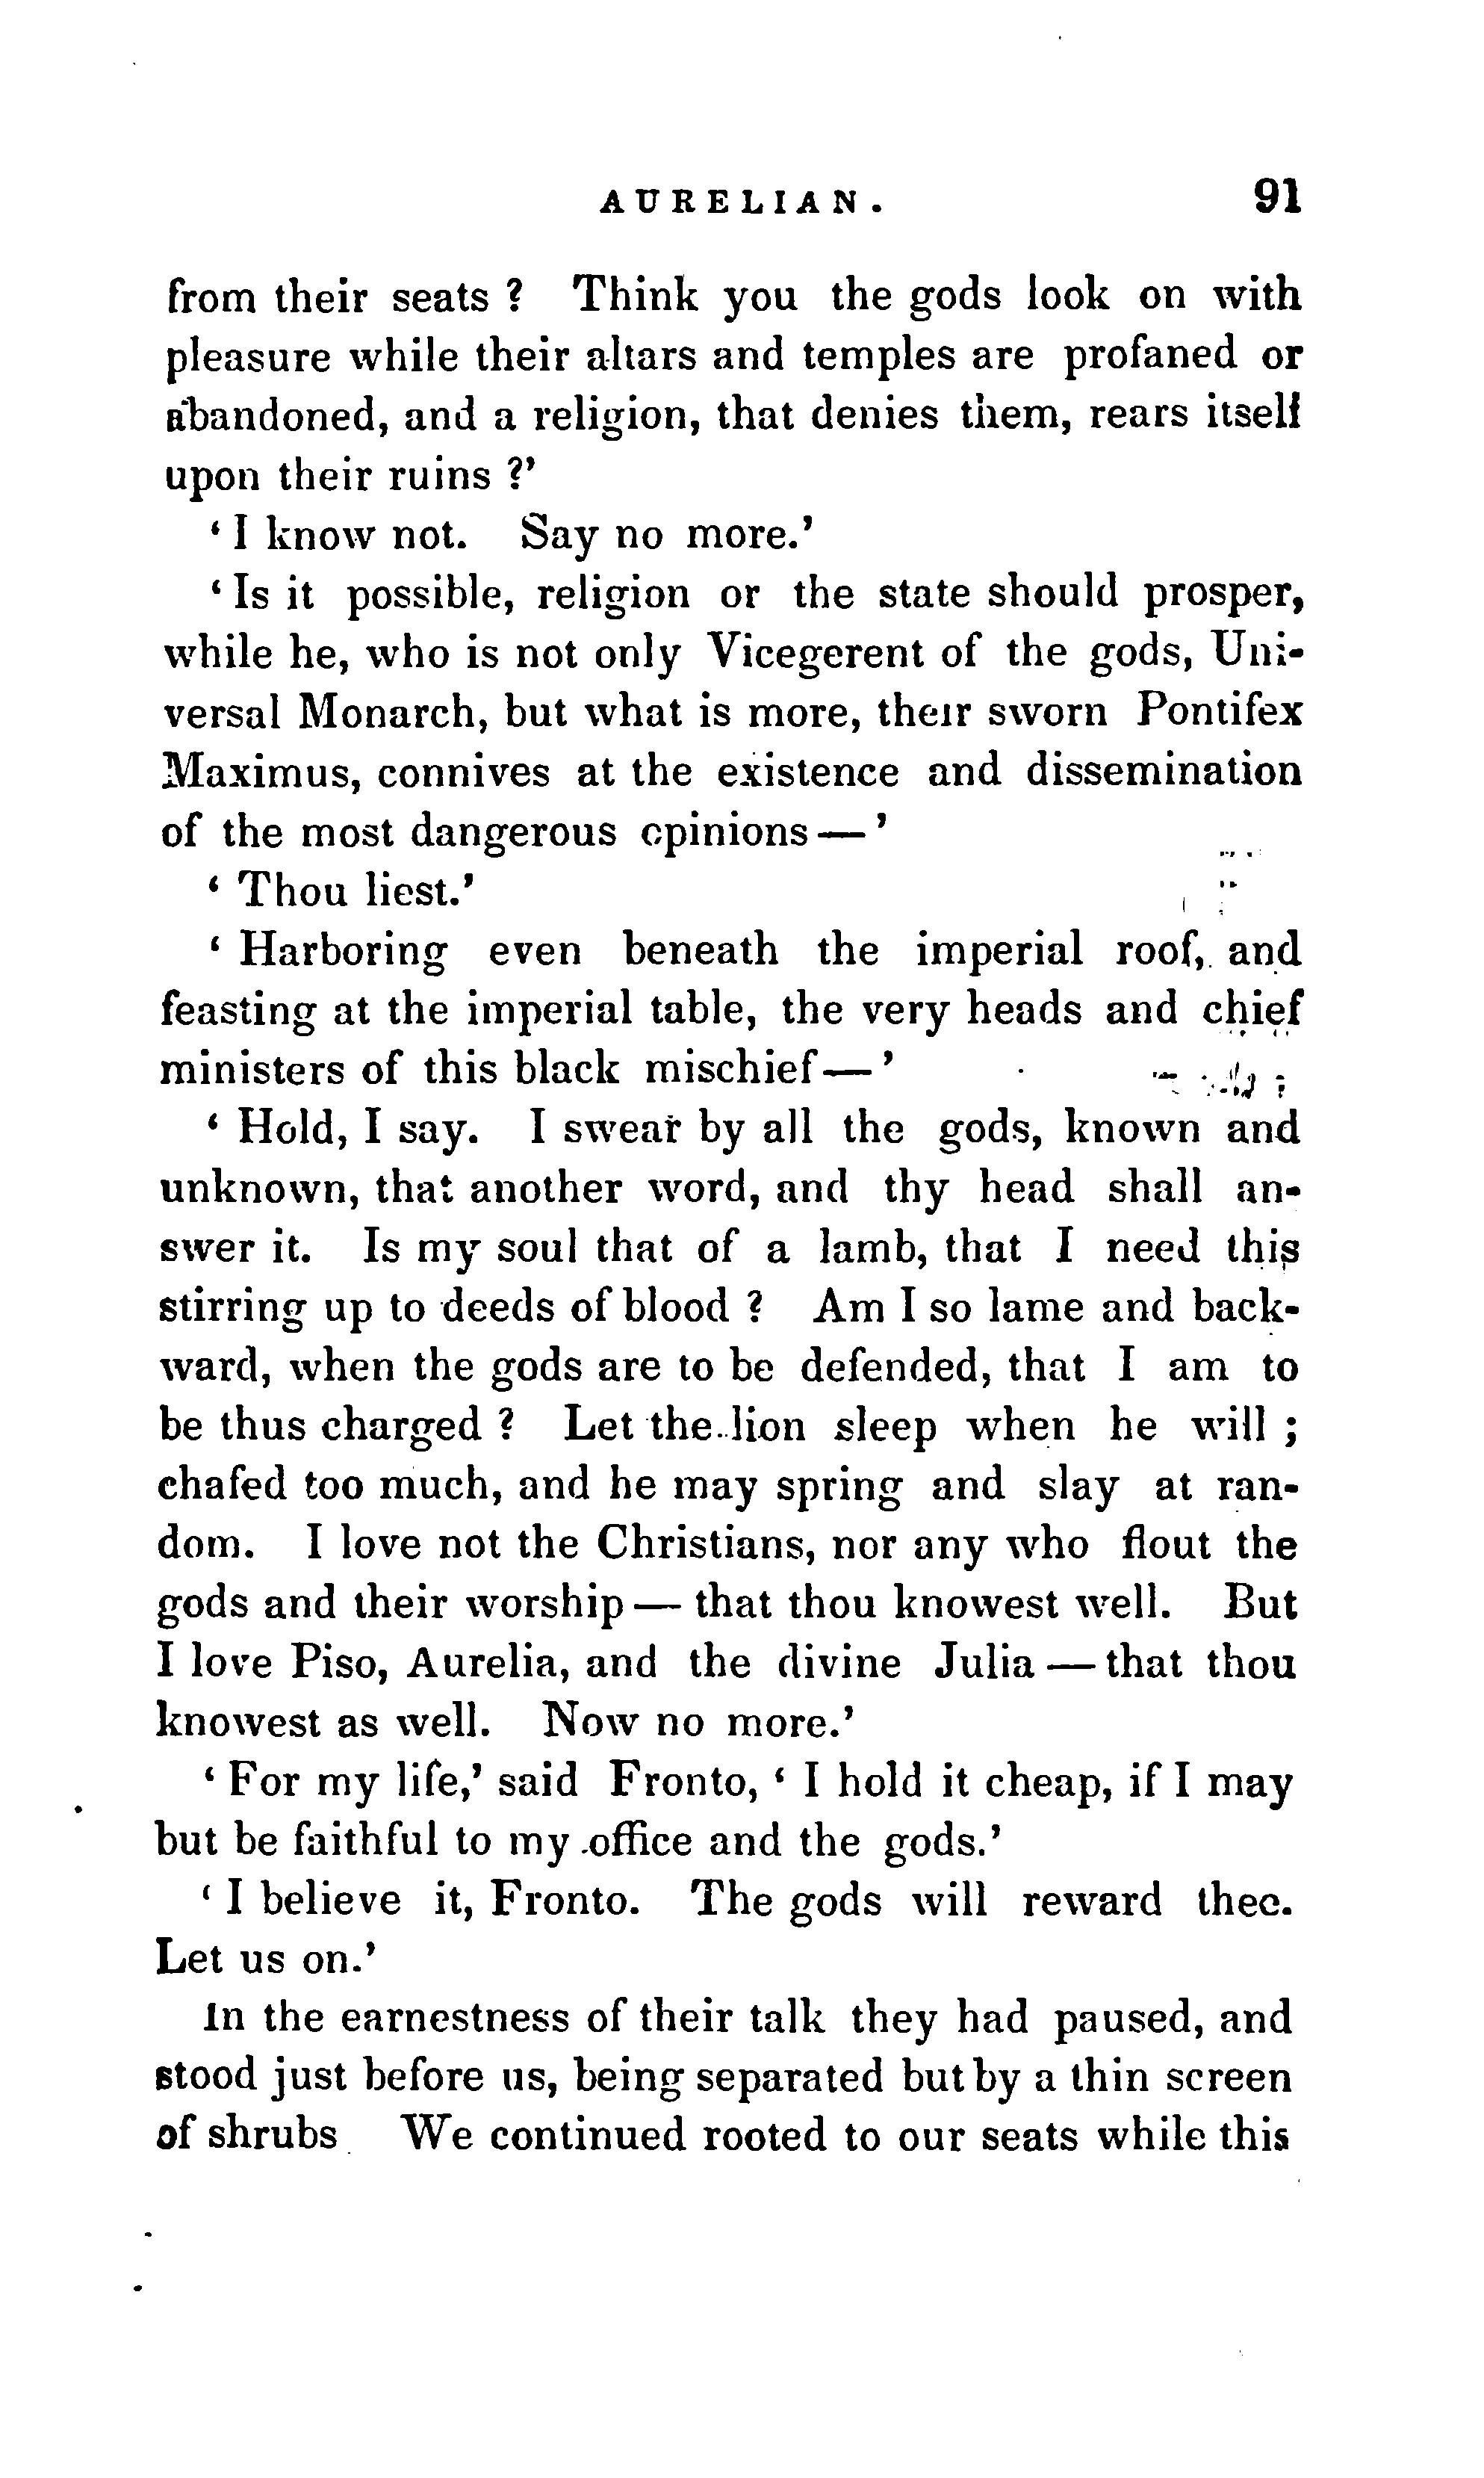 AURELIAN. 91
from their seats ? Think you the gods look on with
pleasure while their altars and temples are profaned or
abandoned, and a religion, that denies them, rears itself
upon their ruins ?'
‘ I know not. Say no more.’
‘ Is it possible, religion or the state should prosper,
while he, who is not only Vicegerent of the gods, Uni-
versal Monarch, but what is more, their sworn Pontifex
Maximus, connives at the existence and dissemination
of the most dangerous opinions — ’
‘ Thou liest.’
‘ Harboring even beneath the imperial roof, and
feasting at the imperial table, the very heads and chief
ministers of this black mischief — ’
‘ Hold, I say. I swear by all the gods, known and
unknown, that another word, and thy head shall an-
swer it. Is my soul that of a lamb, that I need this
stirring up to deeds of blood ? Am I so lame and back-
ward, when the gods are to be defended, that I am to
be thus charged ? Let the lion sleep when he will ;
chafed too much, and he may spring and slay at ran-
dom. I love not the Christians, nor any who flout the
gods and their worship — that thou knowest well. But
I love Piso, Aurelia, and the divine Julia — that thou
knowest as well. Now no more.’
‘ For my life,’ said Fronto, ‘ I hold it cheap, if I may
but be faithful to my office and the gods.’
‘ I believe it, Fronto. The gods will reward thee.
Let us on.’
In the earnestness of their talk they had paused, and
stood just before us, being separated but by a thin screen
of shrubs We continued rooted to our seats while this